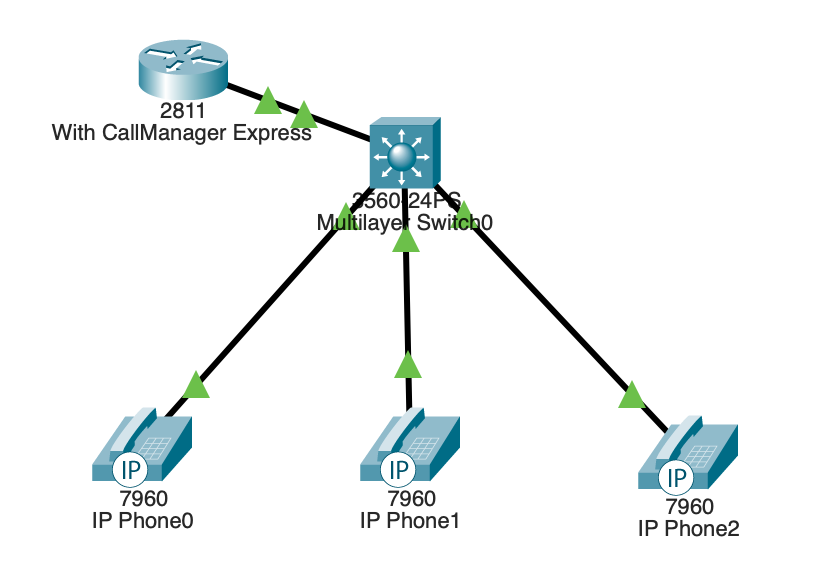 2811
With CallManager Express
3560-24PS
Multilayer Switch0
IP
7960
IP Phone0
IP
7960
IP Phone1
IP
7960
IP Phone2